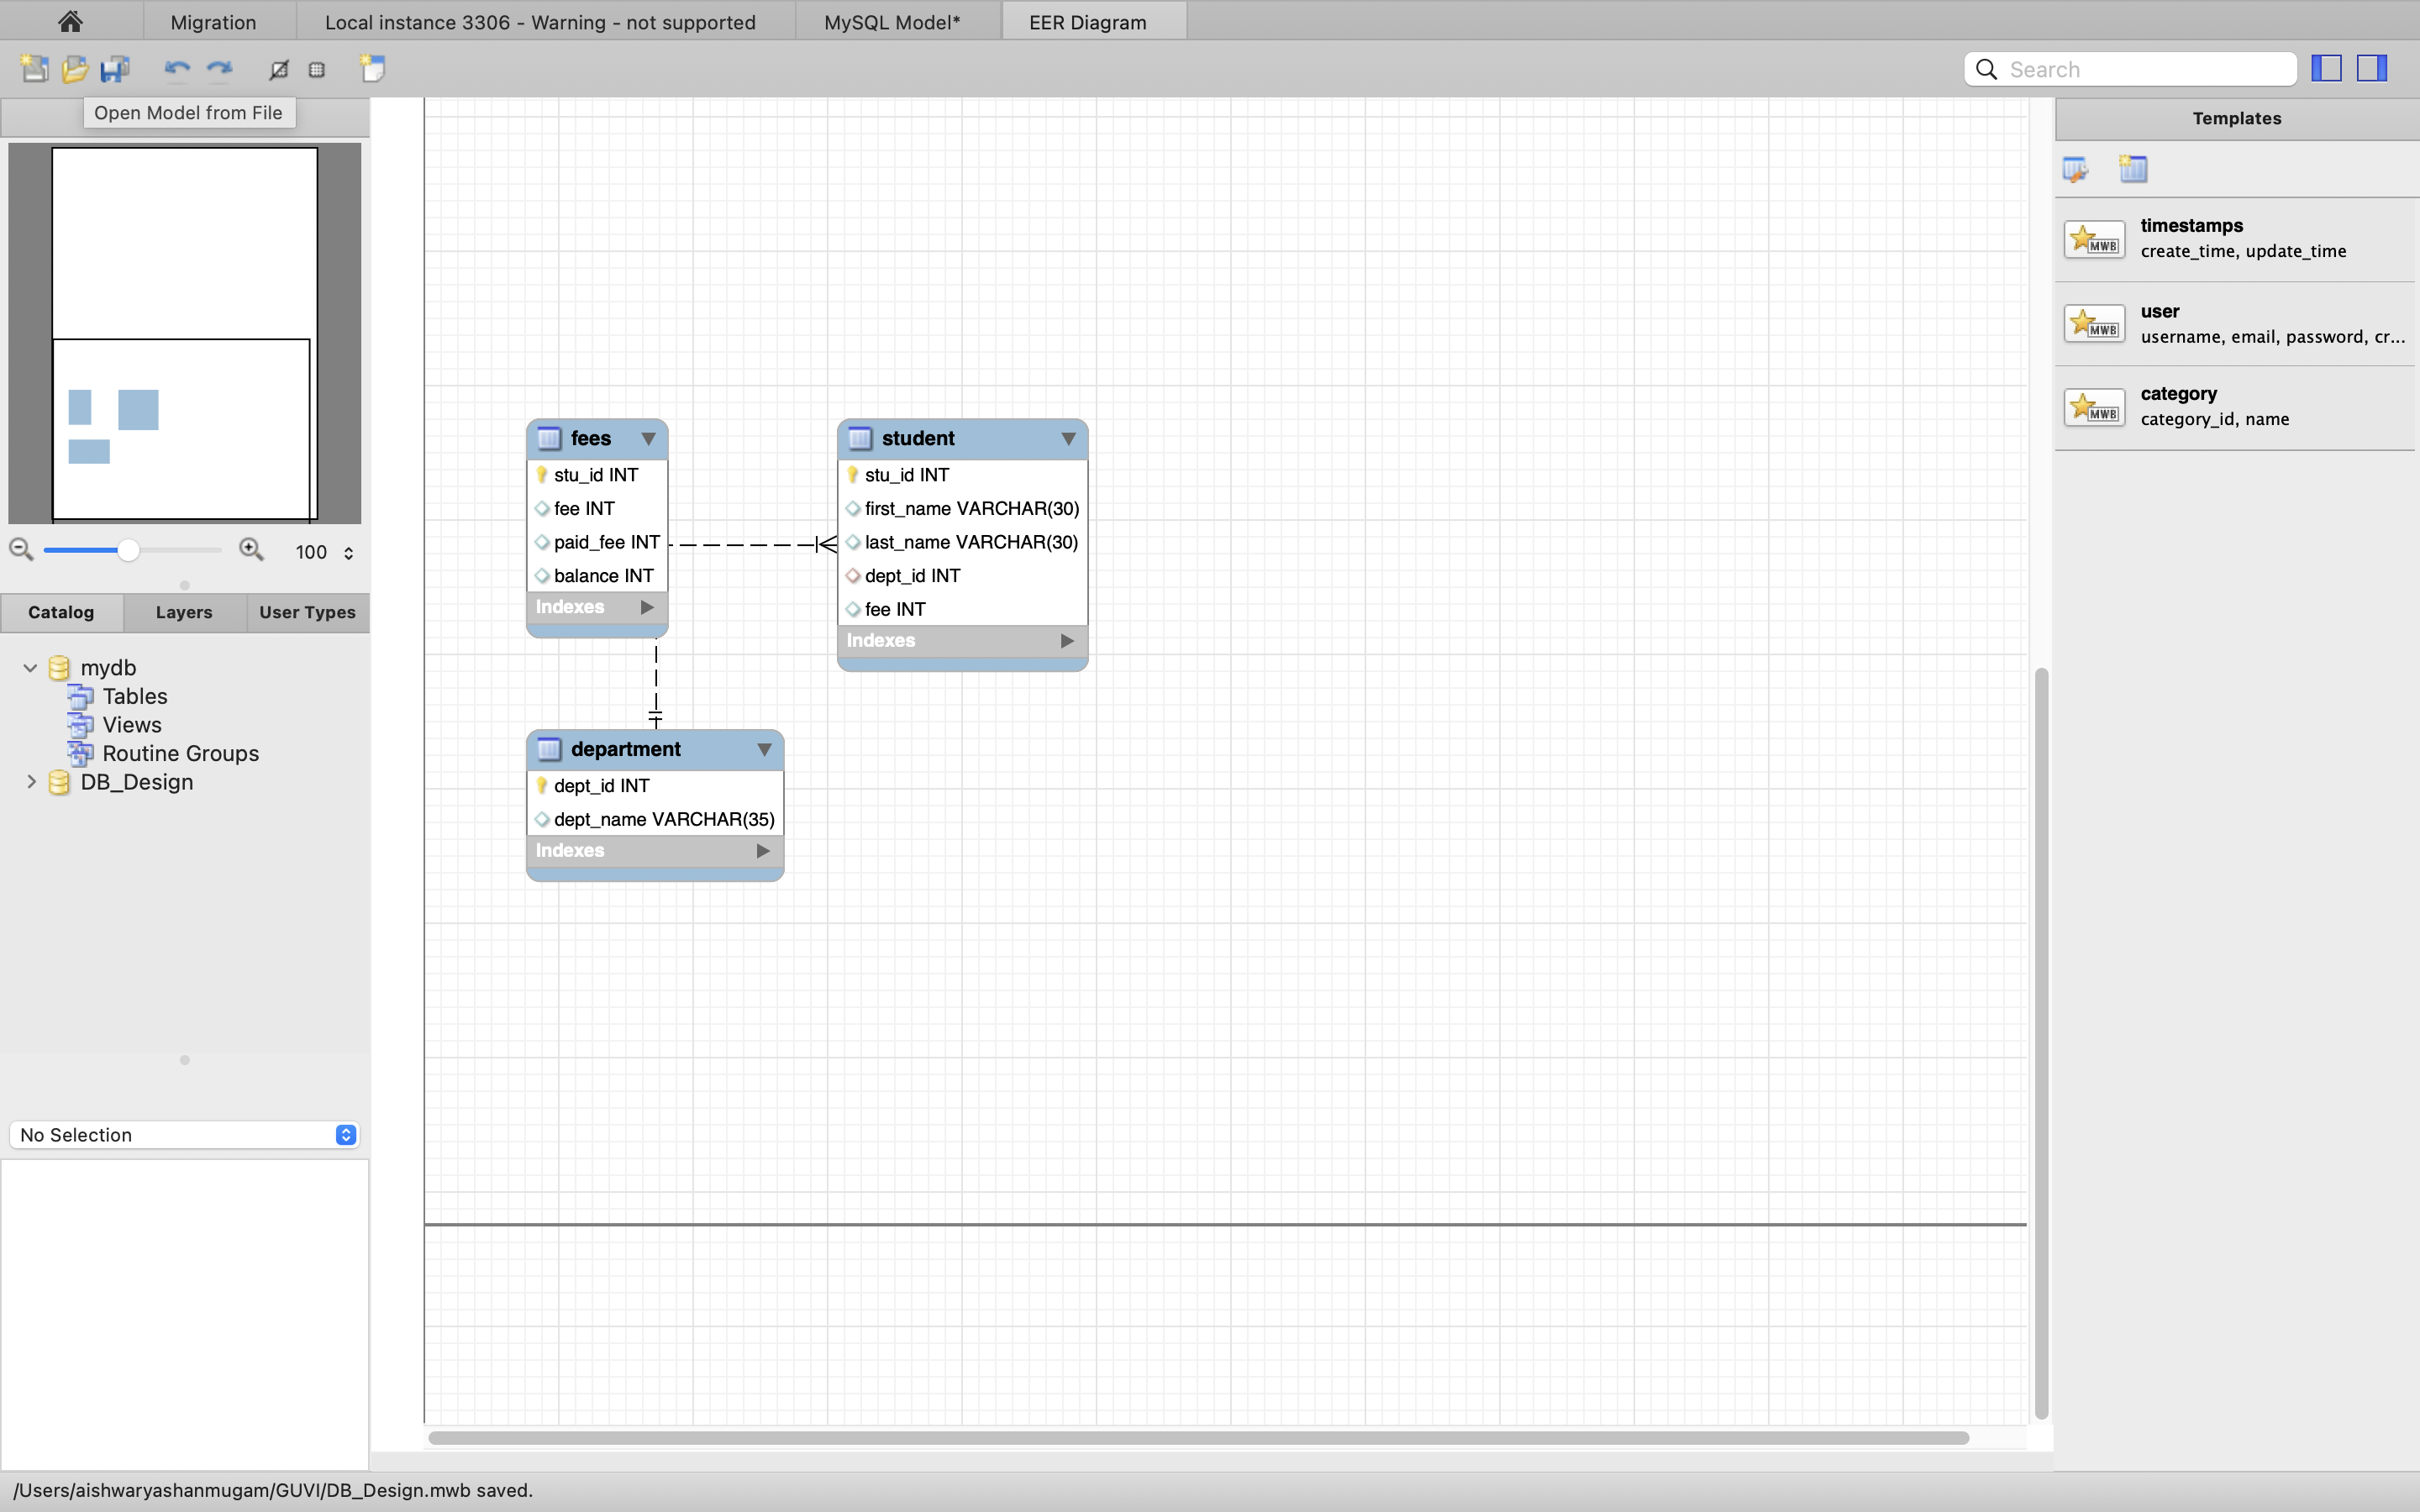 Migration
Local instance 3306 - Warning - not supported
MySQL Model*
EER Diagram
Search
Open Model from File
Templates
timestamps
create_time, update_time
user
username, email, password, cr...
category
category_id, name
MWB
MWB
MWB
100
Catalog
Layers
User Types
mydb
Tables
Views
Routine Groups
DB_Design
No Selection
fees
stu_id INT
fee INT
paid_fee INT
balance INT
Indexes
student
stu_id INT
first_name VARCHAR(30)
last_name VARCHAR(30)
dept_id INT
fee INT
Indexes
department
dept_id INT
dept_name VARCHAR(35)
Indexes
/Users/aishwaryashanmugam/GUVI/DB_Design.mwb saved.